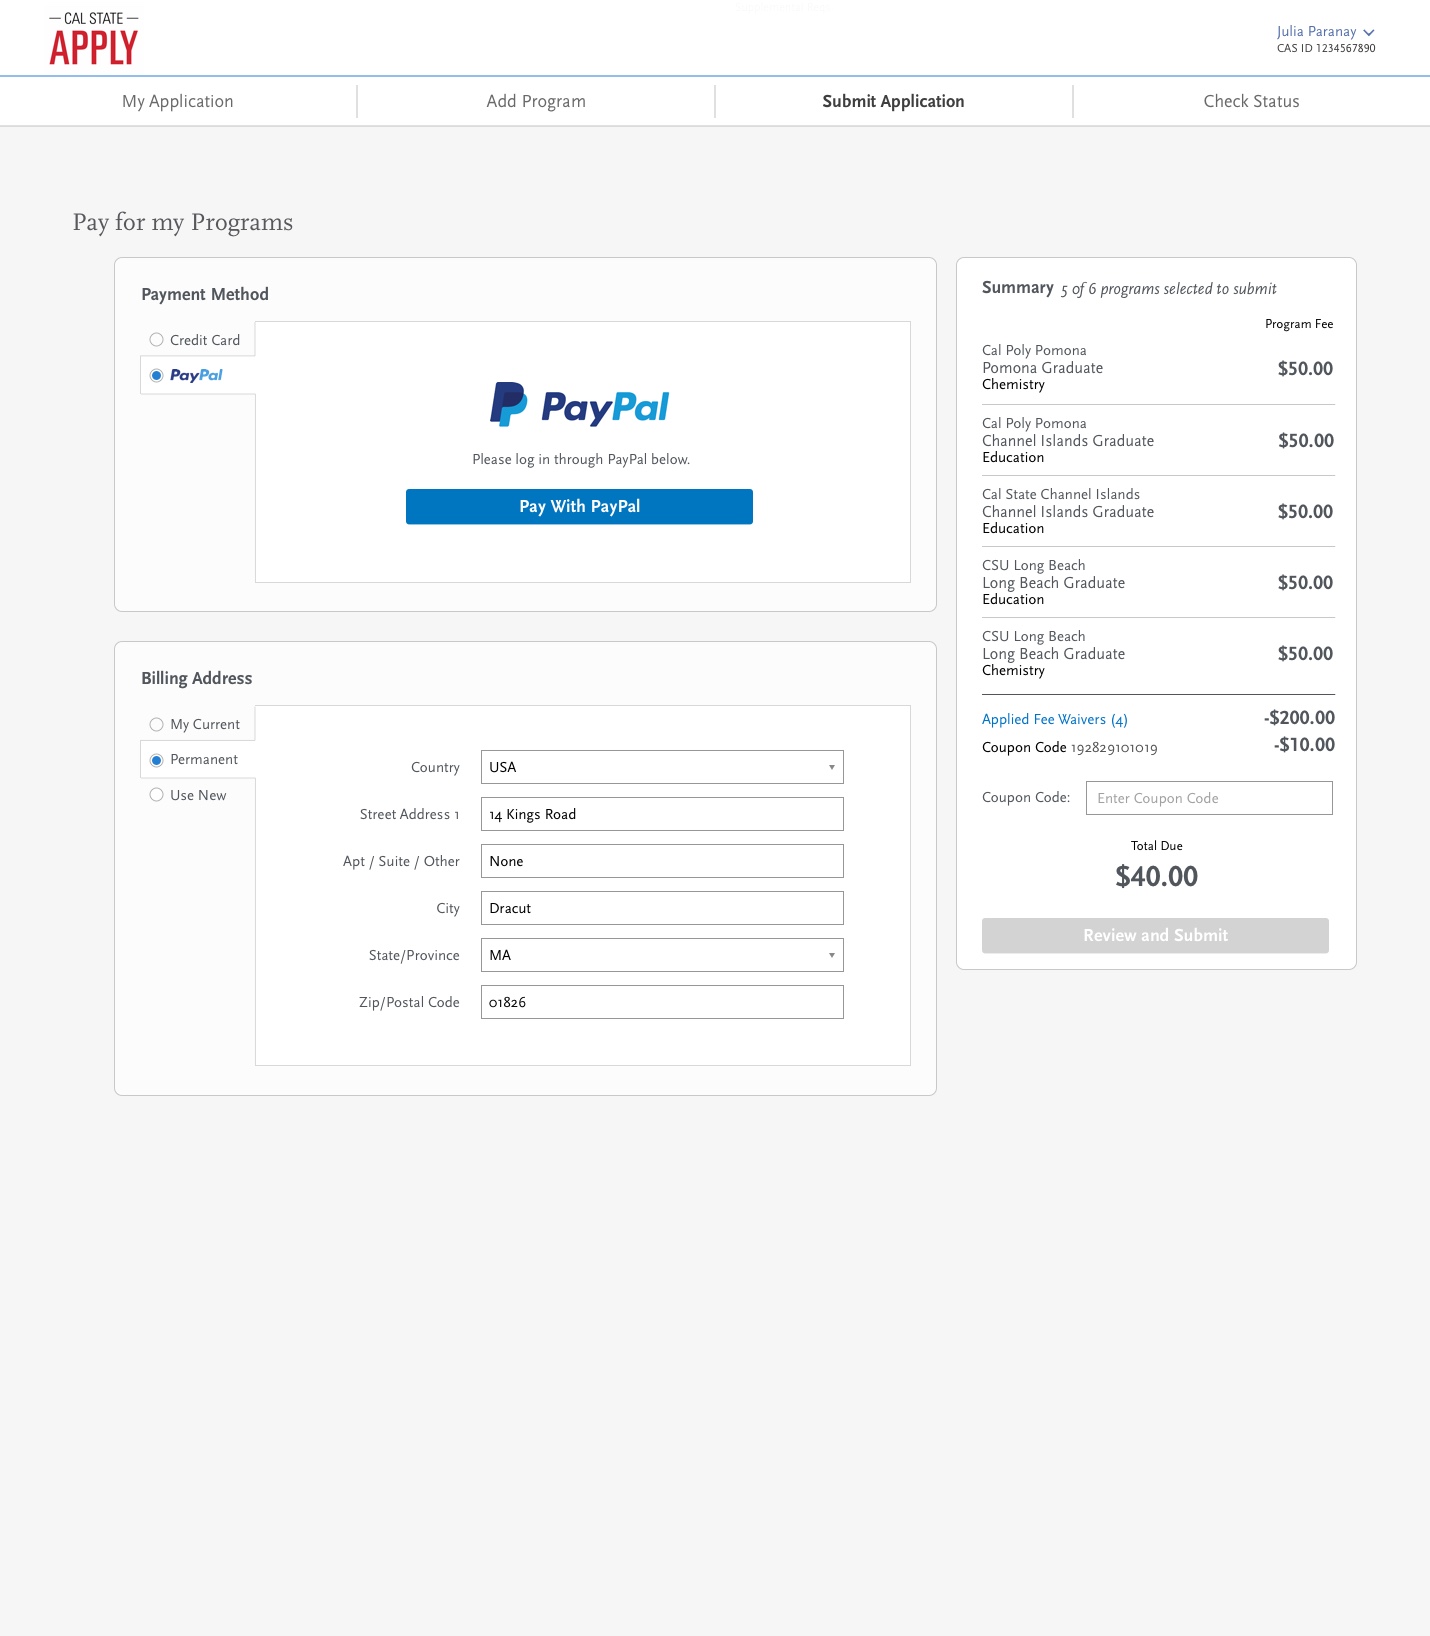 CAL STATE
APPLY
Julia Paranay
CAS ID 1234567890
My Application
Add Program
Submit Application
Check Status
Pay for my Programs
Payment Method
Credit Card
PayPal
PayPal
Please log in through PayPal below.
Pay With PayPal
Billing Address
My Current
Permanent
Use New
Country
USA
Street Address 1
14 Kings Road
Apt / Suite / Other
None
City
Dracut
State/Province
MA
Zip/Postal Code
01826
Summary 5 of 6 programs selected to submit
Program Fee
Cal Poly Pomona
Pomona Graduate
Chemistry
$50.00
Cal Poly Pomona
Channel Islands Graduate
Education
$50.00
Cal State Channel Islands
Channel Islands Graduate
Education
$50.00
CSU Long Beach
Long Beach Graduate
Education
$50.00
CSU Long Beach
Long Beach Graduate
Chemistry
$50.00
Applied Fee Waivers (4) -$200.00
Coupon Code 192829101019 -$10.00
Coupon Code: Enter Coupon Code
Total Due
$40.00
Review and Submit